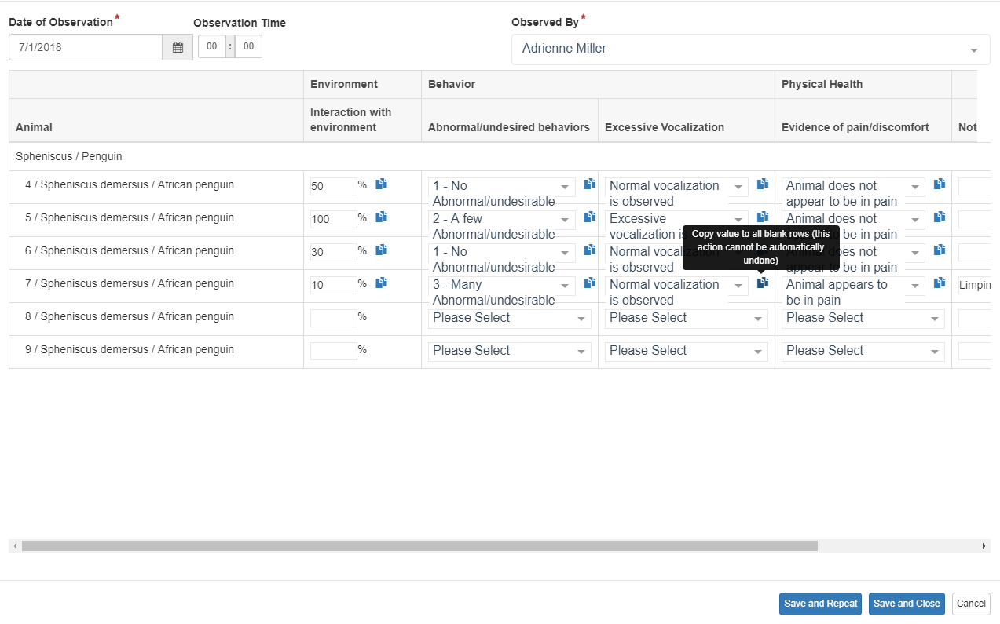 Date of Observation*
Observation Time
Observed By*
7/1/2018
00 : 00
Adrienne Miller
Environment
Behavior
Physical Health
Animal
Interaction with
environment
Abnormal/undesired behaviors
Excessive Vocalization
Evidence of pain/discomfort
Not
Spheniscus / Penguin
4 / Spheniscus demersus / African penguin
50 %
1 - No
Abnormal/undesirable
Normal vocalization
is observed
Animal does not
appear to be in pain
5 / Spheniscus demersus / African penguin
100 %
2 - A few
Abnormal/undesirable
Excessive
vocalization is
Animal does not
be in pain
Copy value to all blank rows (this
action cannot be automatically
undone)
6 / Spheniscus demersus / African penguin
30 %
1 - No
Abnormal/undesirable
Normal vocalization
is observed
Animal does not
appear to be in pain
7 / Spheniscus demersus / African penguin
10 %
3 - Many
Abnormal/undesirable
Normal vocalization
is observed
Animal appears to
be in pain
Limpin
8 / Spheniscus demersus / African penguin
%
Please Select
Please Select
Please Select
9 / Spheniscus demersus / African penguin
%
Please Select
Please Select
Please Select
Save and Repeat
Save and Close
Cancel